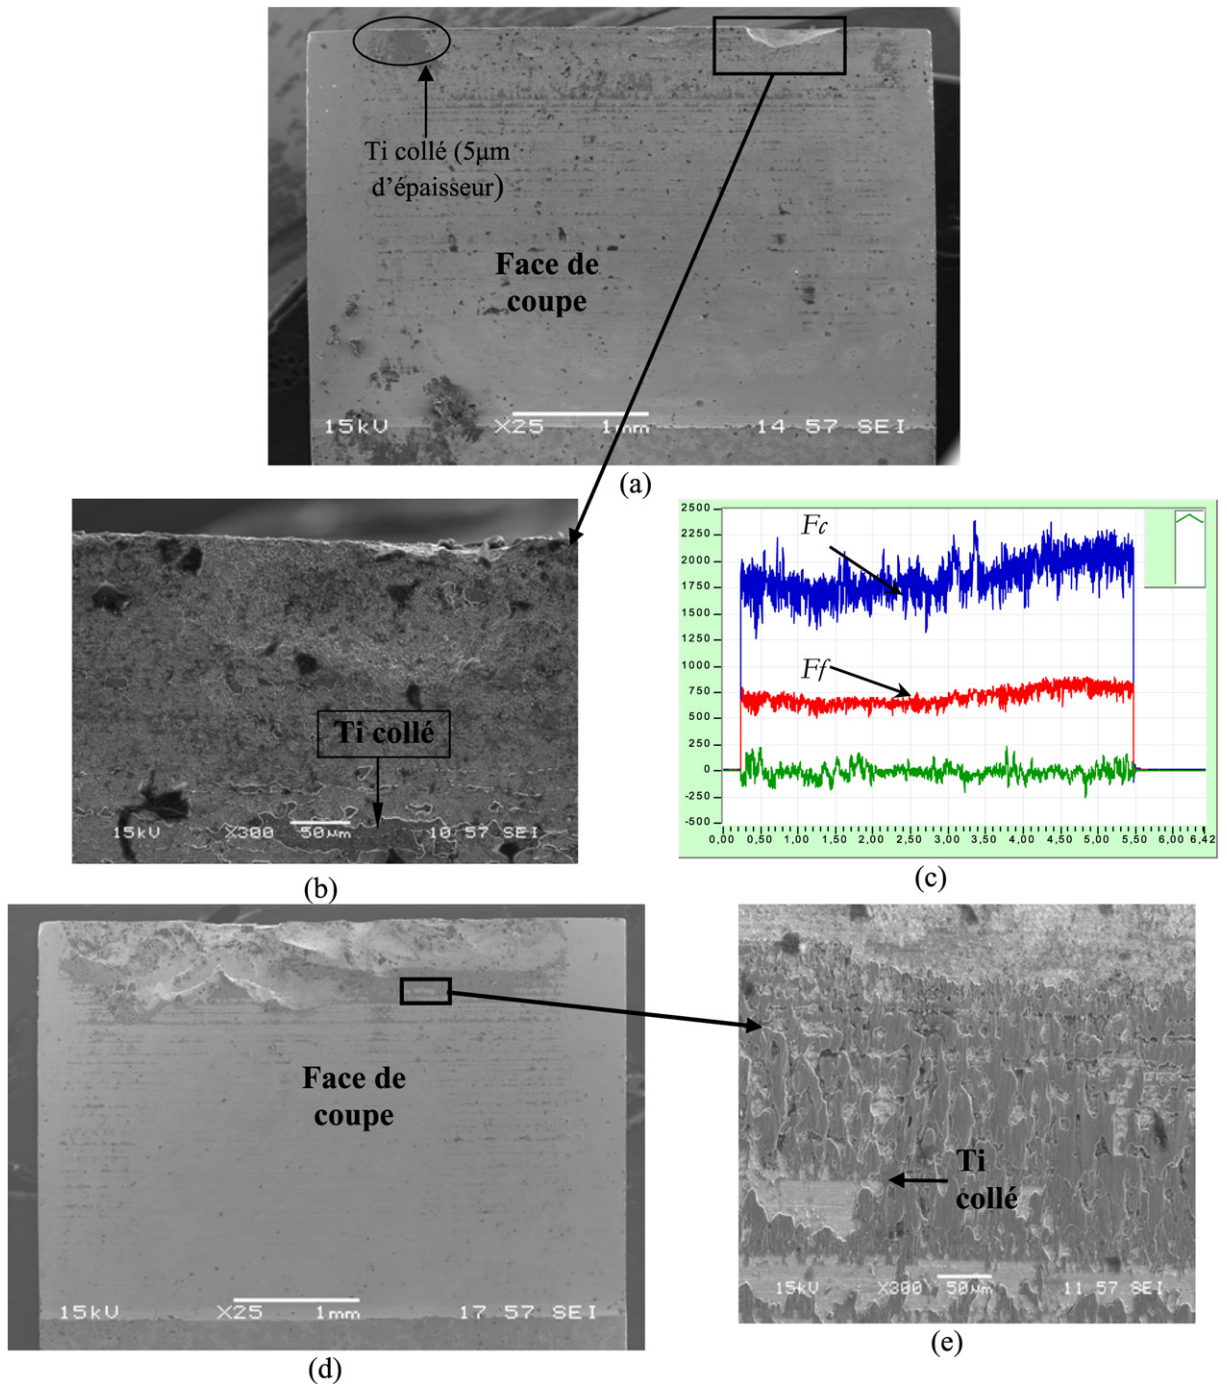 Ti collé (5µm
d'épaisseur)
Face de
coupe
15kV X25 1mm 14 57 SEI
(a)
Ti collé
15kV X300 50µm 10 57 SEI
(b)
Fc
Ff
2500
2250
2000
1750
1500
1250
1000
750
500
250
0
-250
-500
0,00 0,50 1,00 1,50 2,00 2,50 3,00 3,50 4,00 4,50 5,00 5,50 6,00 6,42
(c)
Face de
coupe
15kV X25 1mm 17 57 SEI
(d)
Ti
collé
15kV X300 50µm 11 57 SEI
(e)